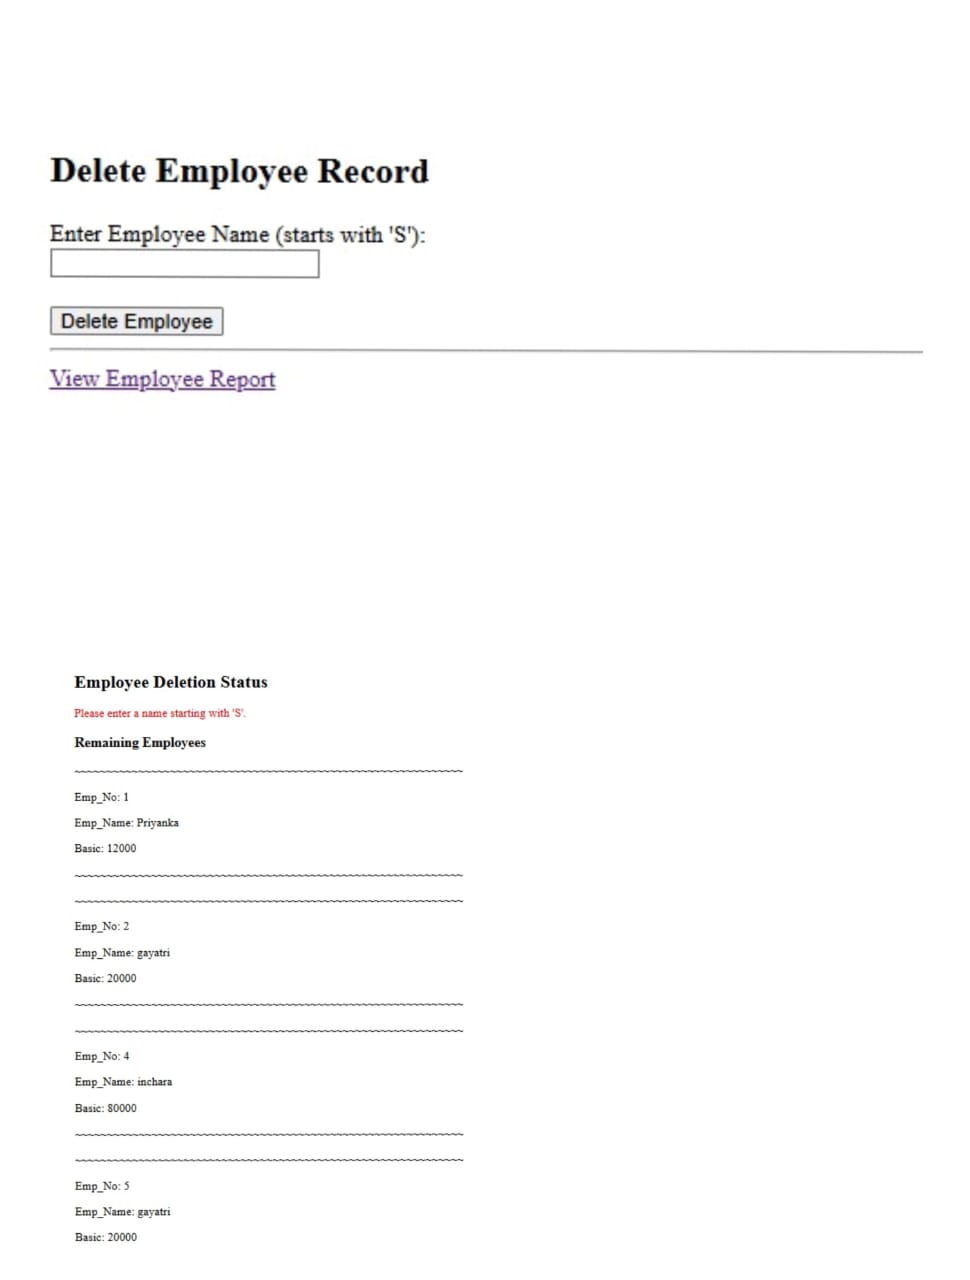 Delete Employee Record
Enter Employee Name (starts with 'S'):
Delete Employee
View Employee Report
Employee Deletion Status
Please enter a name starting with 'S'.
Remaining Employees
~~~~~~~~~~~~~~~~~~~~~~~~~~~~~~~~~~~~~~~~~~~~~~~~~~
Emp_No: 1
Emp_Name: Priyanka
Basic: 12000
~~~~~~~~~~~~~~~~~~~~~~~~~~~~~~~~~~~~~~~~~~~~~~~~~~
~~~~~~~~~~~~~~~~~~~~~~~~~~~~~~~~~~~~~~~~~~~~~~~~~~
Emp_No: 2
Emp_Name: gayatri
Basic: 20000
~~~~~~~~~~~~~~~~~~~~~~~~~~~~~~~~~~~~~~~~~~~~~~~~~~
~~~~~~~~~~~~~~~~~~~~~~~~~~~~~~~~~~~~~~~~~~~~~~~~~~
Emp_No: 4
Emp_Name: inchara
Basic: 80000
~~~~~~~~~~~~~~~~~~~~~~~~~~~~~~~~~~~~~~~~~~~~~~~~~~
~~~~~~~~~~~~~~~~~~~~~~~~~~~~~~~~~~~~~~~~~~~~~~~~~~
Emp_No: 5
Emp_Name: gayatri
Basic: 20000